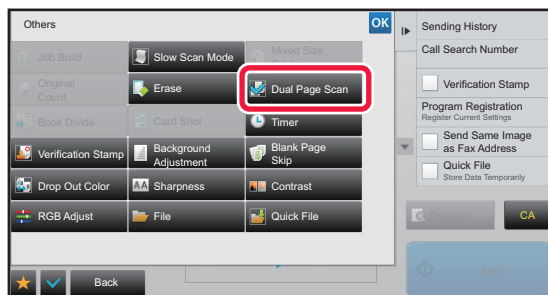 Others
OK
Job Build
Slow Scan Mode
Mixed Size
Original
Count
Erase
Dual Page Scan
Book Divide
Card Shot
Timer
Verification Stamp
Background
Adjustment
Blank Page
Skip
Drop Out Color
AA Sharpness
Contrast
RGB Adjust
File
Quick File
Back
Sending History
Call Search Number
Verification Stamp
Program Registration
Register Current Settings
Send Same Image
as Fax Address
Quick File
Store Data Temporarily
CA
Start